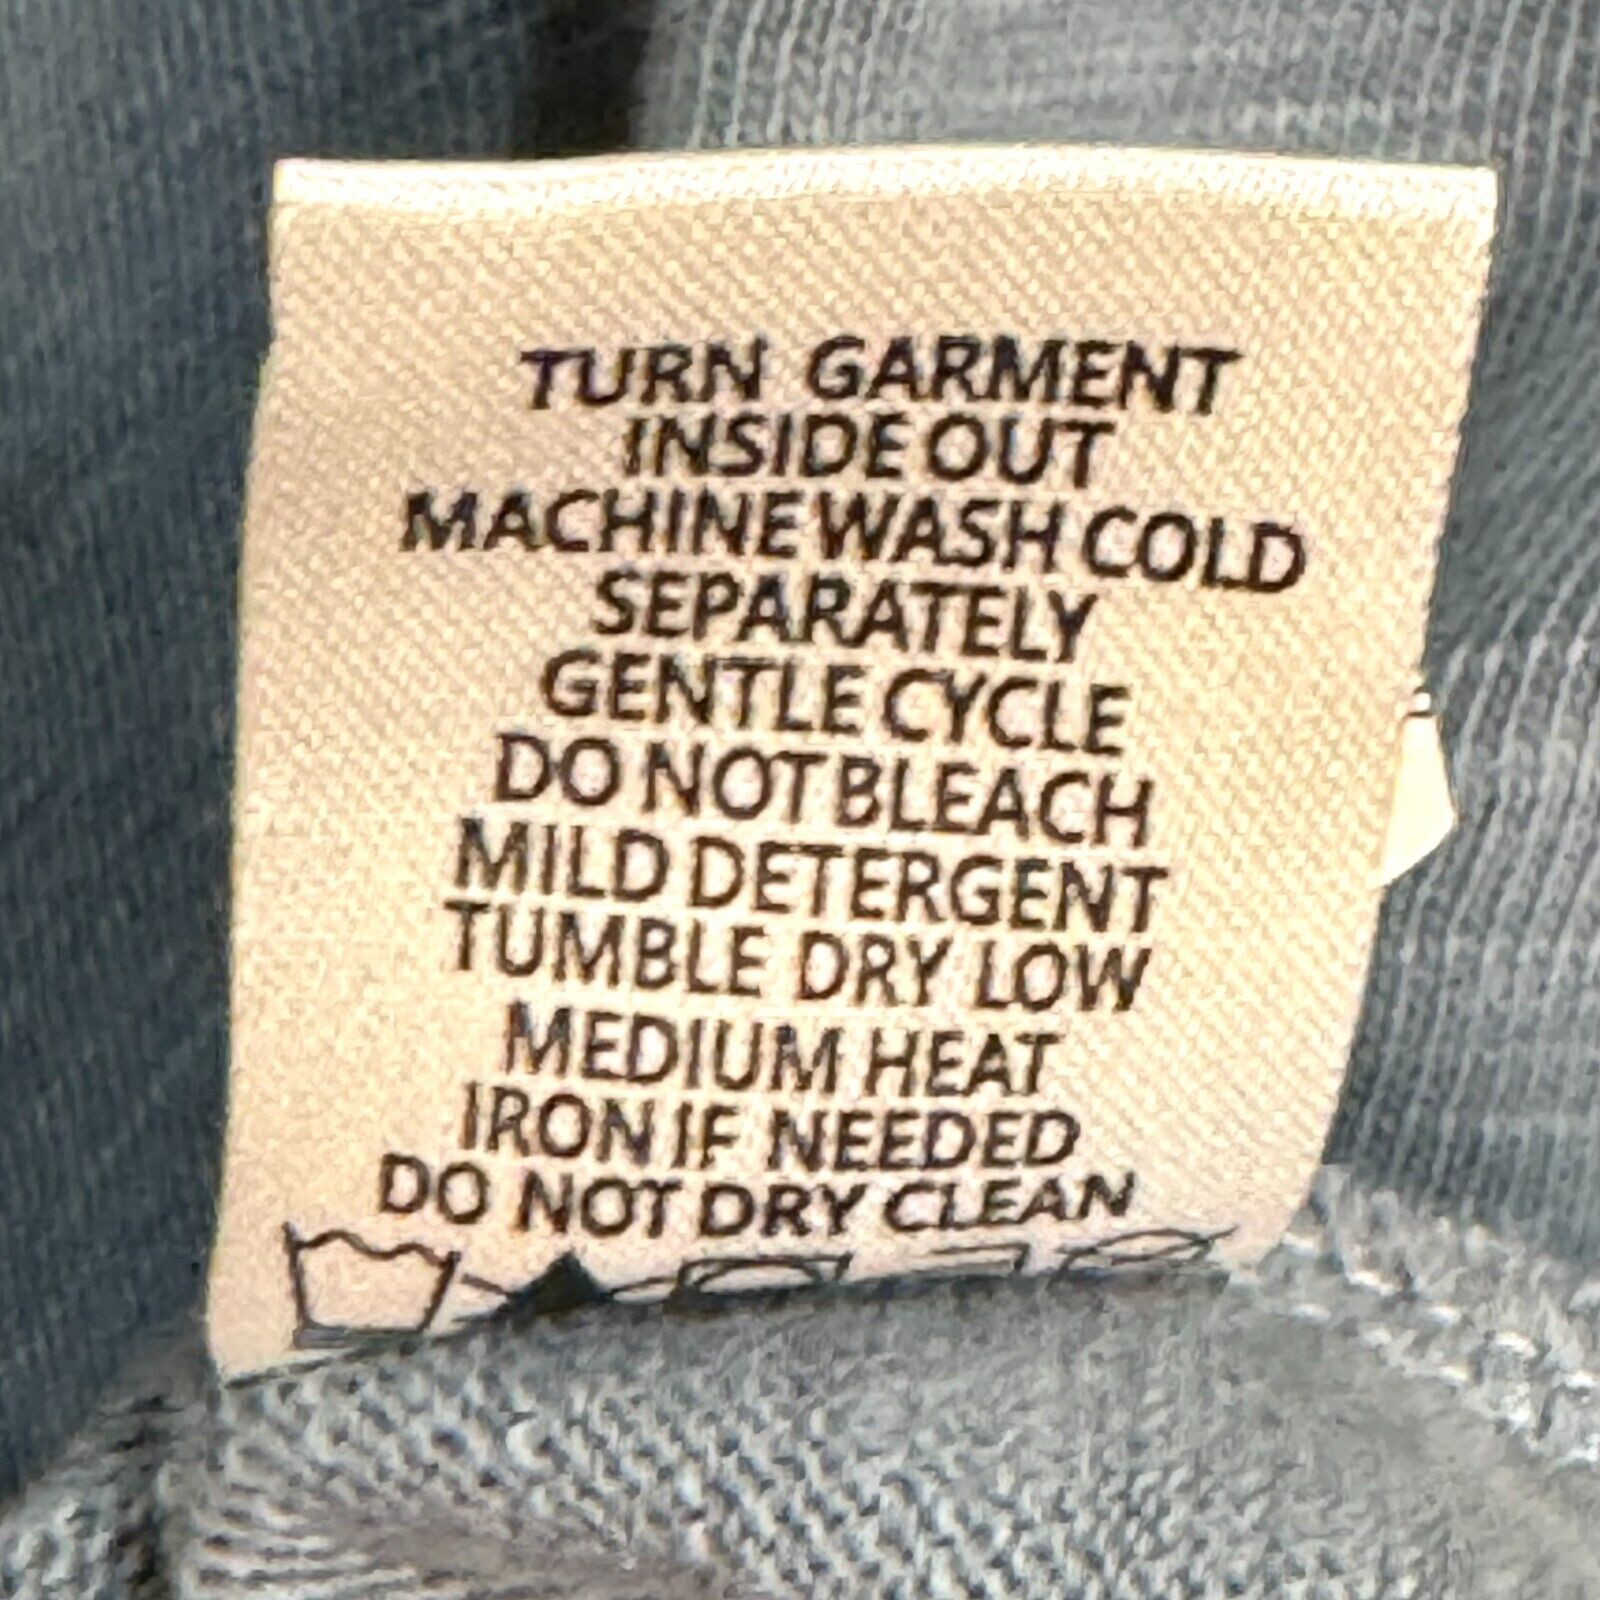 TURN GARMENT
INSIDE OUT
MACHINE WASH COLD
SEPARATELY
GENTLE CYCLE
DO NOT BLEACH
MILD DETERGENT
TUMBLE DRY LOW
MEDIUM HEAT
IRON IF NEEDED
DO NOT DRY CLEAN